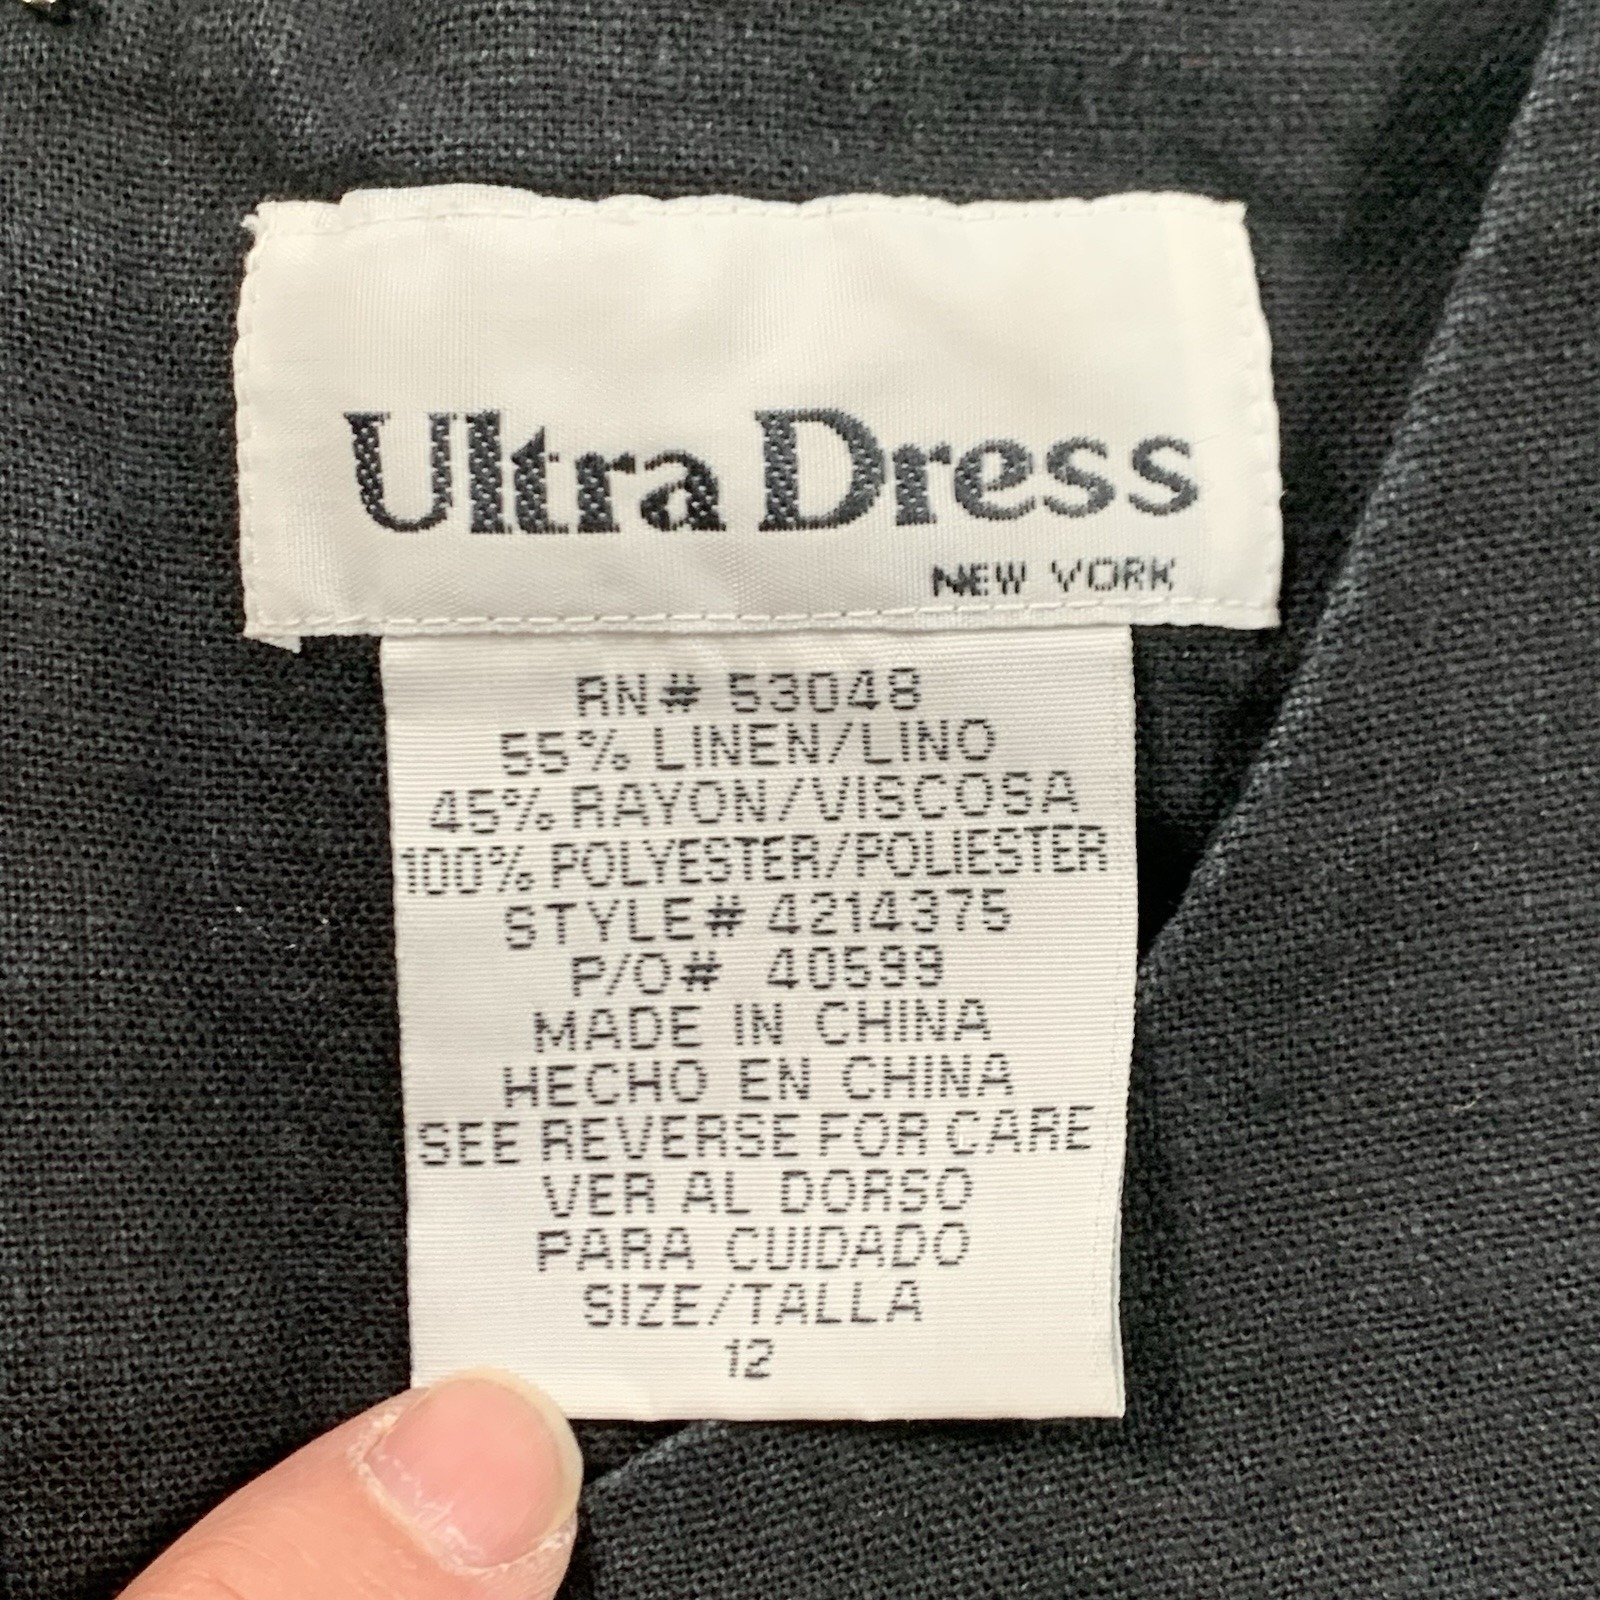 Ultra Dress
NEW YORK
RN# 53048
55% LINEN/LINO
45% RAYON/VISCOSA
100% POLYESTER/POLIESTER
STYLE# 4214375
P/O# 40599
MADE IN CHINA
HECHO EN CHINA
SEE REVERSE FOR CARE
VER AL DORSO
PARA CUIDADO
SIZE/TALLA
12